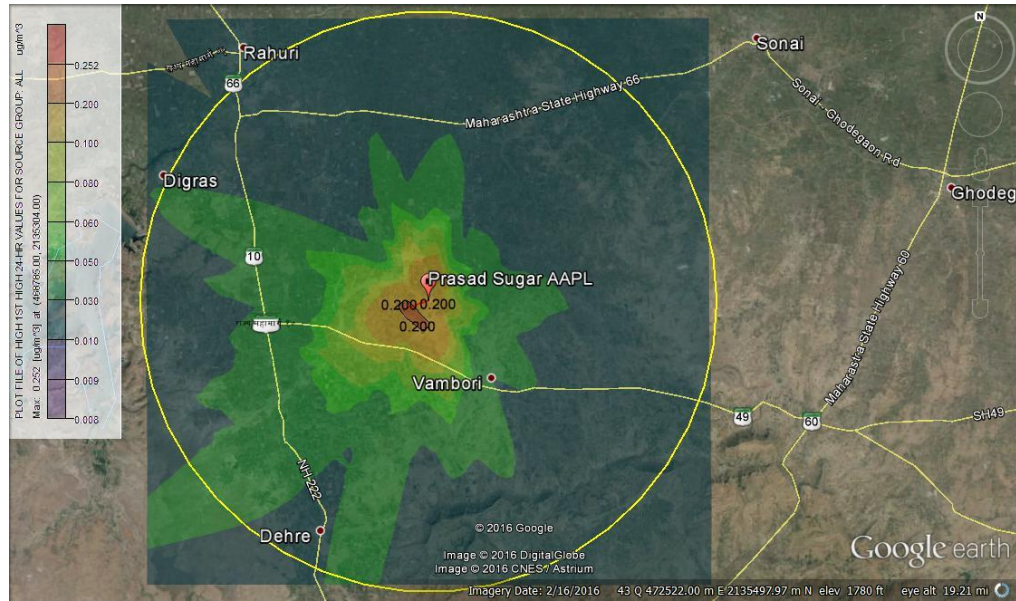 PLOT FILE OF HIGH 1ST HIGH 24-HR VALUES FOR SOURCE GROUP: ALL ug/m^3
Max: 0.252 [ug/m^3] at (466785.00, 2135304.00)
0.252
0.200
0.100
0.080
0.060
0.050
0.030
0.010
0.009
0.008
N
Rahuri
Sonai
66
Maharashtra State Highway 66
Sonai - Ghodegaon Rd
Digras
Ghodeg
10
Prasad Sugar AAPL
0.200
0.200
0.200
Maharastra State Highway 60
Vambori
49
60
SH49
NH 222
Dehre
© 2016 Google
Image © 2016 DigitalGlobe
Image © 2016 CNES / Astrium
Google earth
Imagery Date: 2/16/2016 43 Q 472522.00 m E 2135497.97 m N elev 1780 ft eye alt 19.21 mi